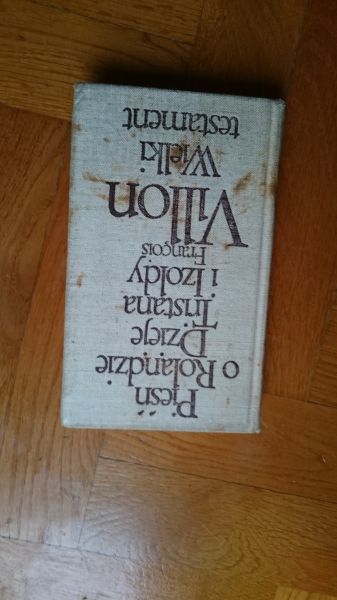 Pieśń
o Rolandzie
Dzieje
Tristana
i Izoldy
François
Villon
Wielki
testament